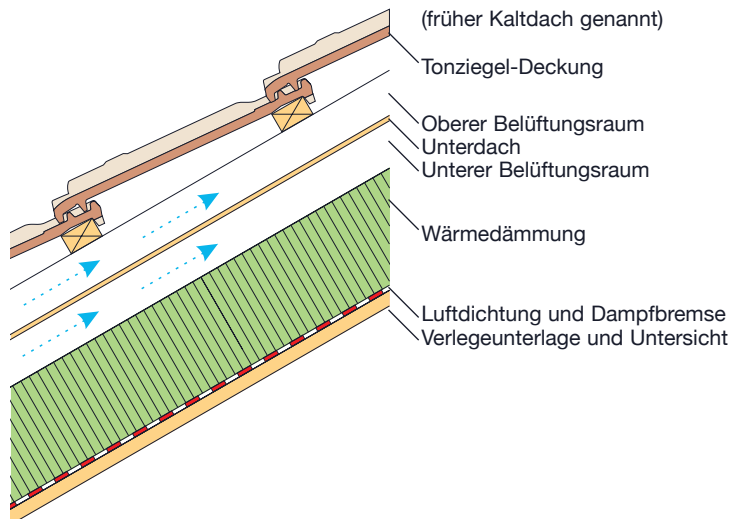 (früher Kaltdach genannt)
Tonziegel-Deckung
Oberer Belüftungsraum
Unterdach
Unterer Belüftungsraum
Wärmedämmung
Luftdichtung und Dampfbremse
Verlegeunterlage und Untersicht